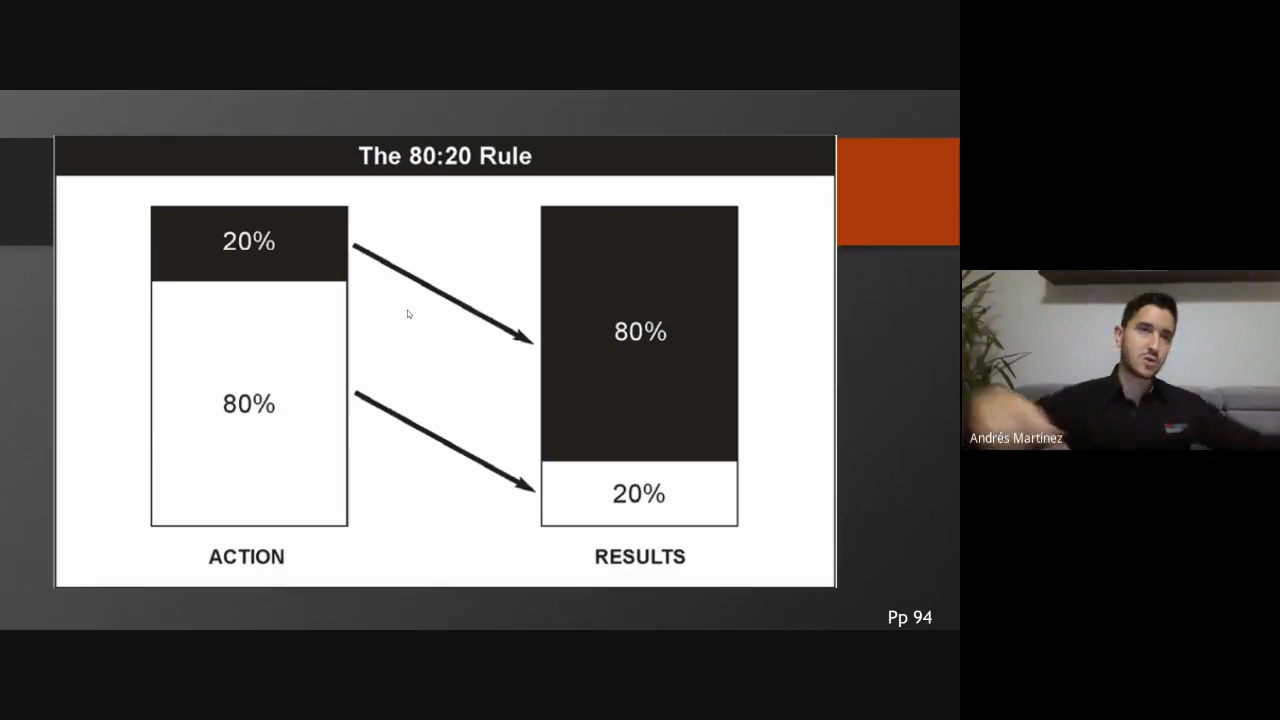 The 80:20 Rule
20%
80%
80%
20%
ACTION
RESULTS
Pp 94
Andrés Martínez